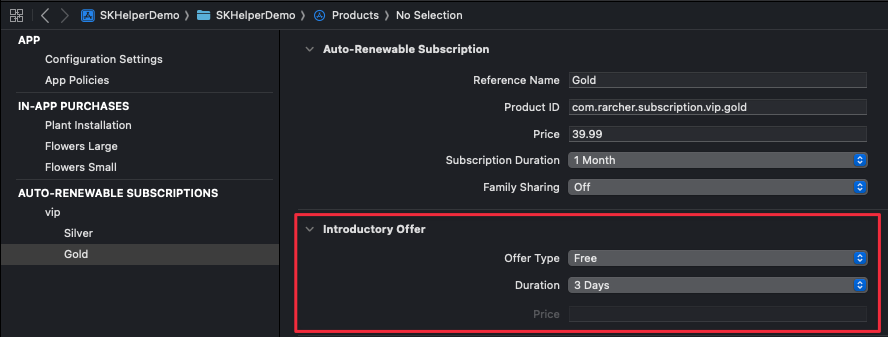 SKHelperDemo 〉 SKHelperDemo 〉 Products 〉 No Selection
APP
Configuration Settings
App Policies
IN-APP PURCHASES
Plant Installation
Flowers Large
Flowers Small
AUTO-RENEWABLE SUBSCRIPTIONS
vip
Silver
Gold
Auto-Renewable Subscription
Reference Name Gold
Product ID com.rarcher.subscription.vip.gold
Price 39.99
Subscription Duration 1 Month
Family Sharing Off
Introductory Offer
Offer Type Free
Duration 3 Days
Price